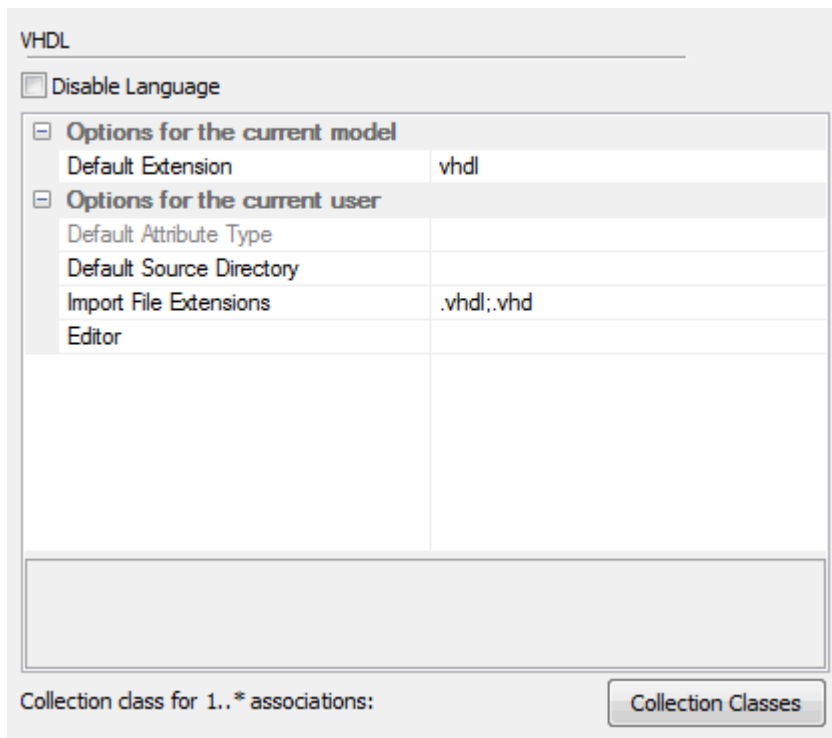 VHDL
Disable Language
Options for the current model
Default Extension vhdl
Options for the current user
Default Attribute Type
Default Source Directory
Import File Extensions .vhdl;.vhd
Editor
Collection class for 1..* associations: Collection Classes